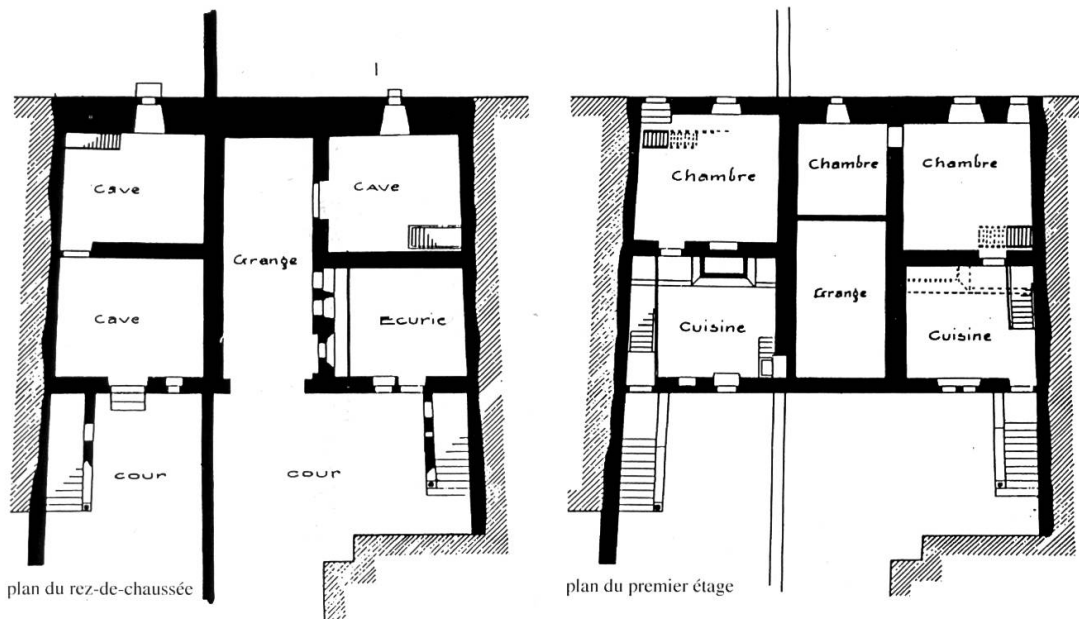 Cave
CAVE
Grange
Cave
Ecurie
cour
cour
plan du rez-de-chaussée
Chambre
Chambre
Chambre
Grange
Cuisine
Cuisine
plan du premier étage